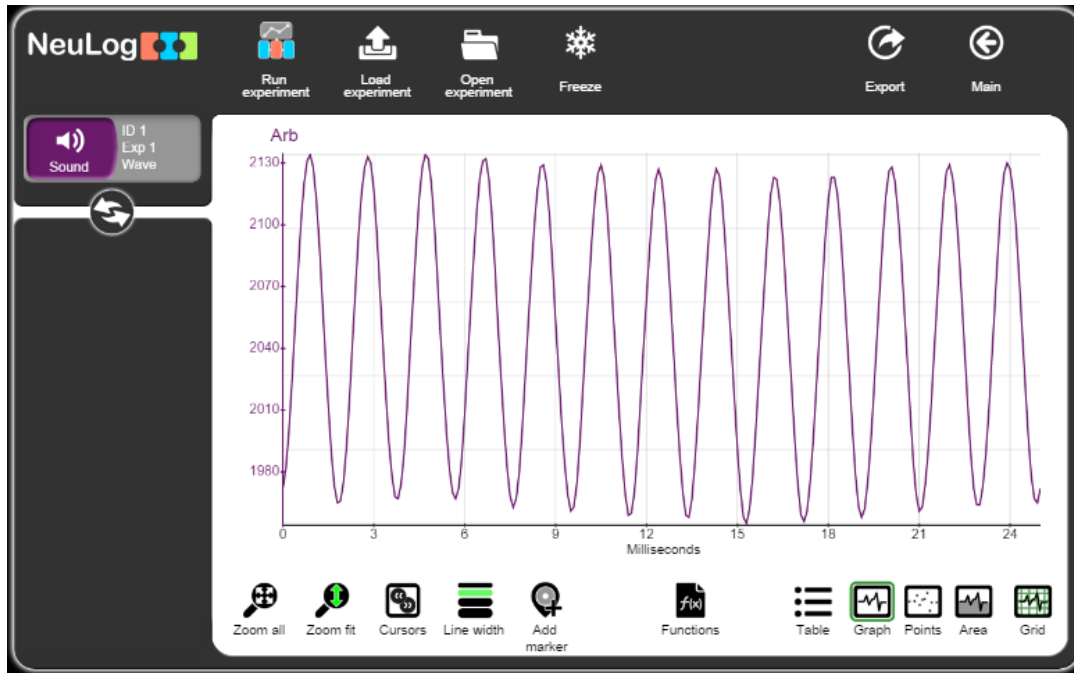 NeuLog
Run
experiment
Load
experiment
Open
experiment
Freeze
Export
Main
Sound
ID 1
Exp 1
Wave
Arb
2130
2100
2070
2040
2010
1980
0 3 6 9 12 15 18 21 24
Milliseconds
Zoom all
Zoom fit
Cursors
Line width
Add
marker
f(x)
Functions
Table
Graph
Points
Area
Grid